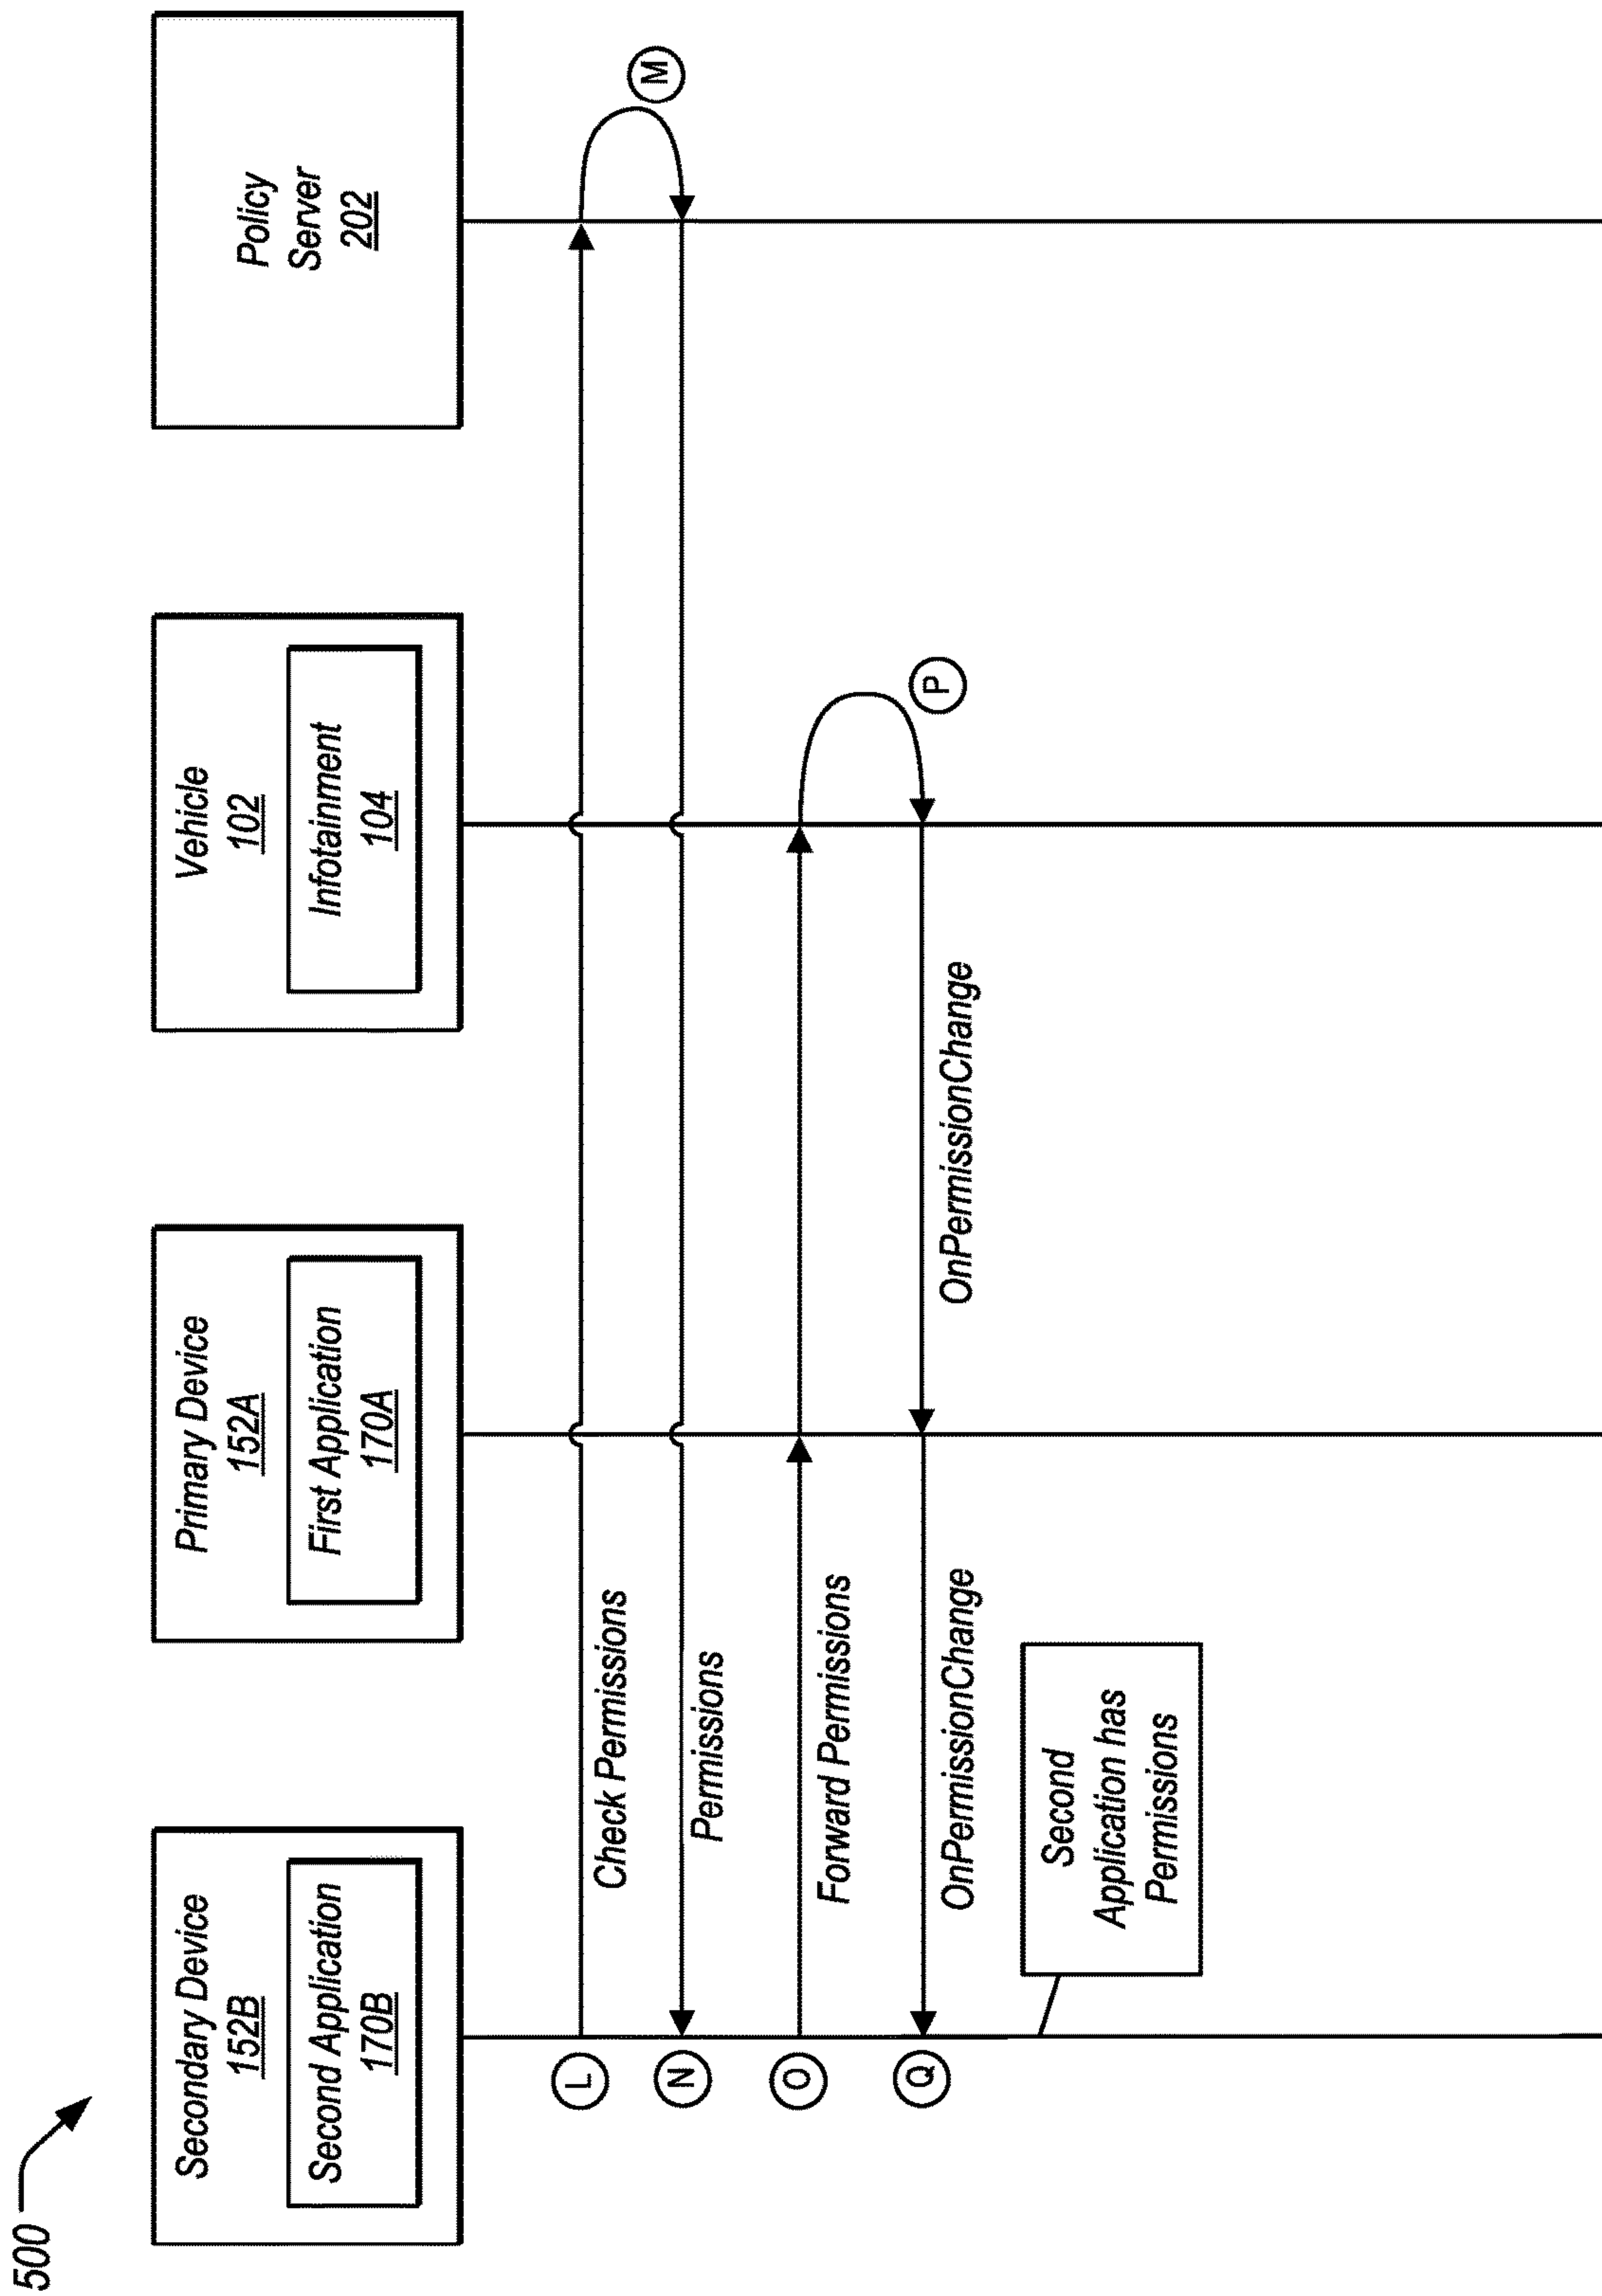 500
Secondary Device
152B
Second Application
170B
Primary Device
152A
First Application
170A
Vehicle
102
Infotainment
104
Policy
Server
202
L
Check Permissions
M
N
Permissions
O
Forward Permissions
P
Q
OnPermissionChange
OnPermissionChange
Second
Application has
Permissions